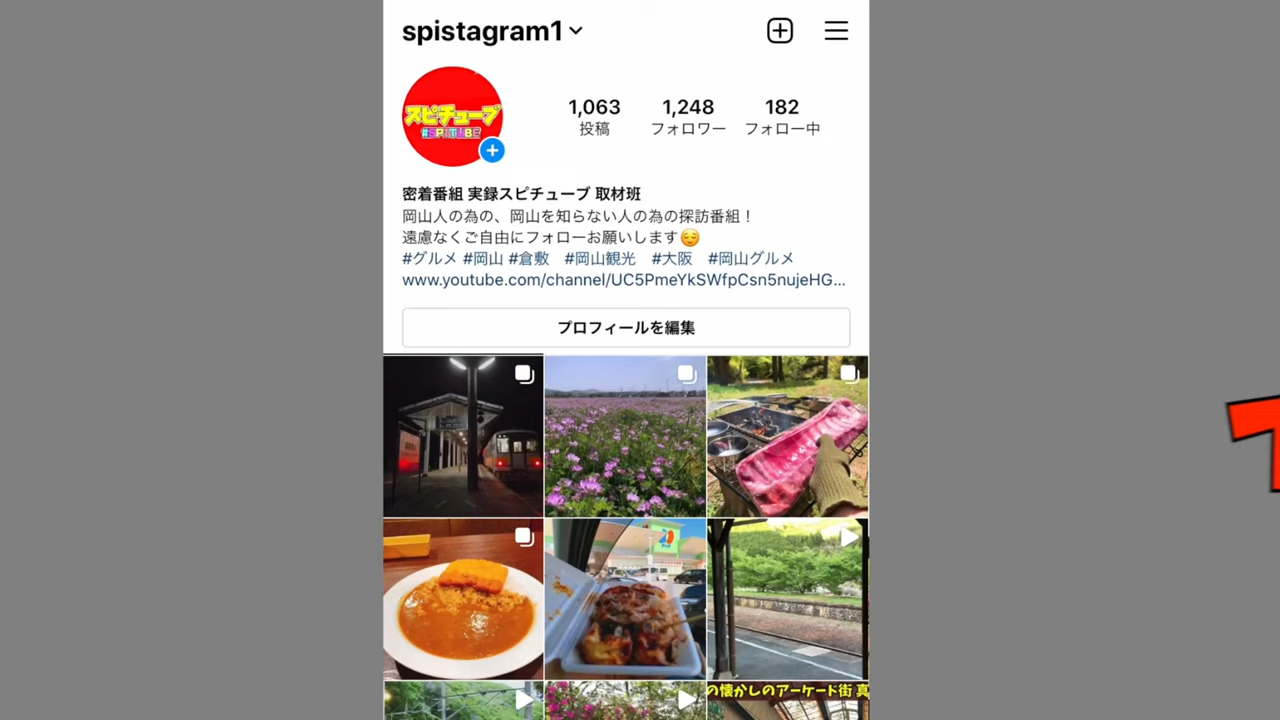 spistagram1
スピチューブ
#SPITUBE
1,063
投稿
1,248
フォロワー
182
フォロー中
密着番組 実録スピチューブ 取材班
岡山人の為の、岡山を知らない人の為の探訪番組！
遠慮なくご自由にフォローお願いします😌
#グルメ #岡山 #倉敷　#岡山観光　#大阪　#岡山グルメ
www.youtube.com/channel/UC5PmeYkSWfpCsn5nujeHG...
プロフィールを編集
の懐かしのアーケード街 真